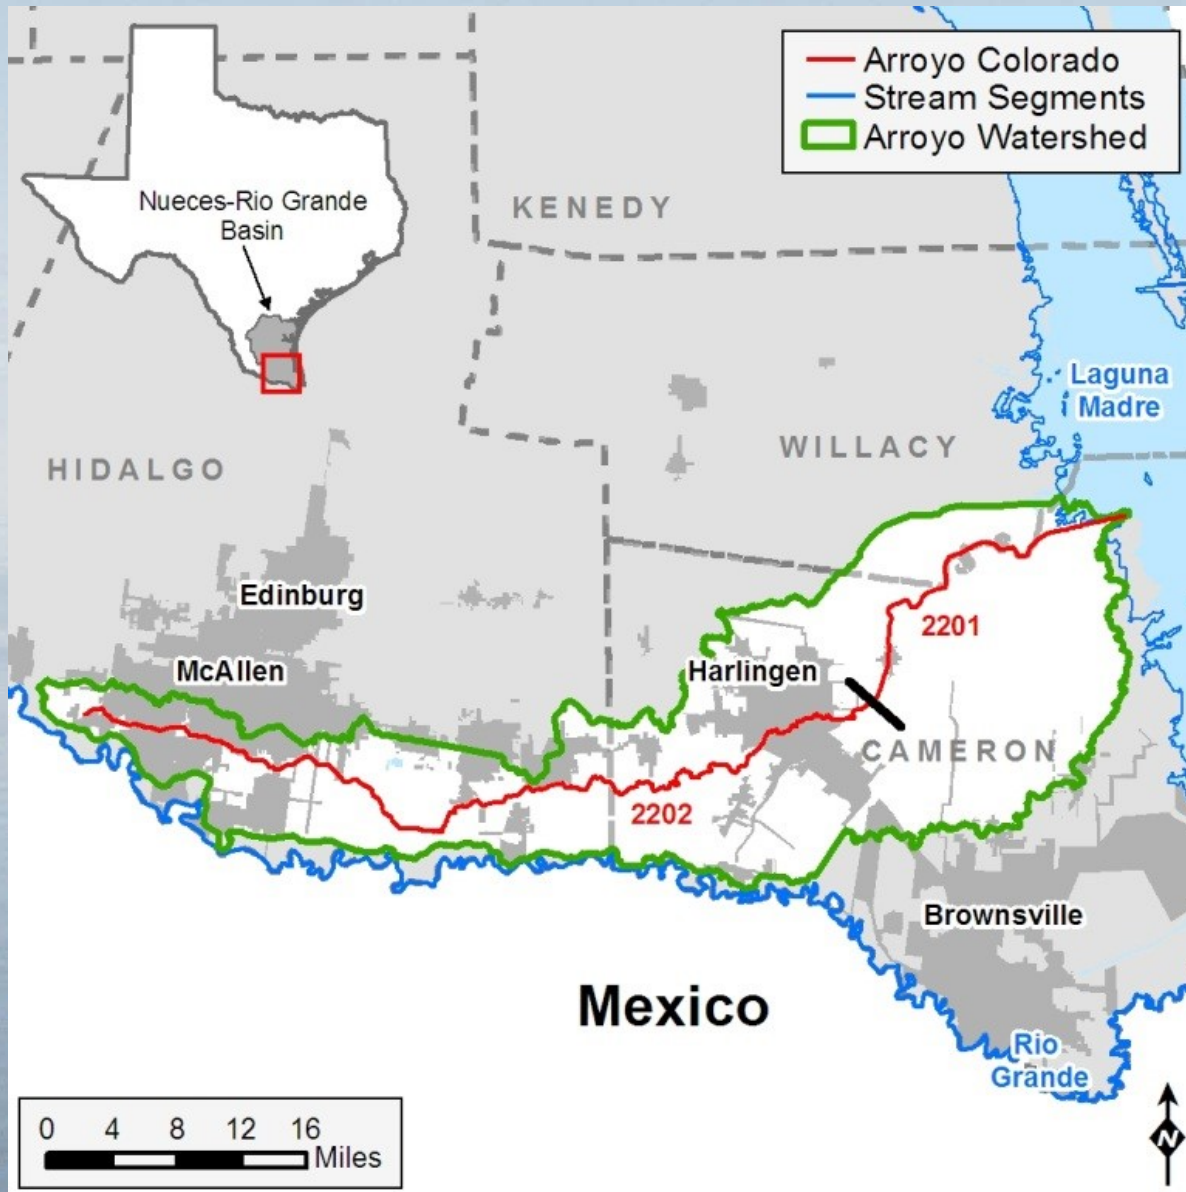 Arroyo Colorado
Stream Segments
Arroyo Watershed
Nueces-Rio Grande
Basin
KENEDY
Laguna
Madre
WILLACY
HIDALGO
Edinburg
2201
McAllen
Harlingen
CAMERON
2202
Brownsville
Mexico
Rio
Grande
0 4 8 12 16
Miles
N